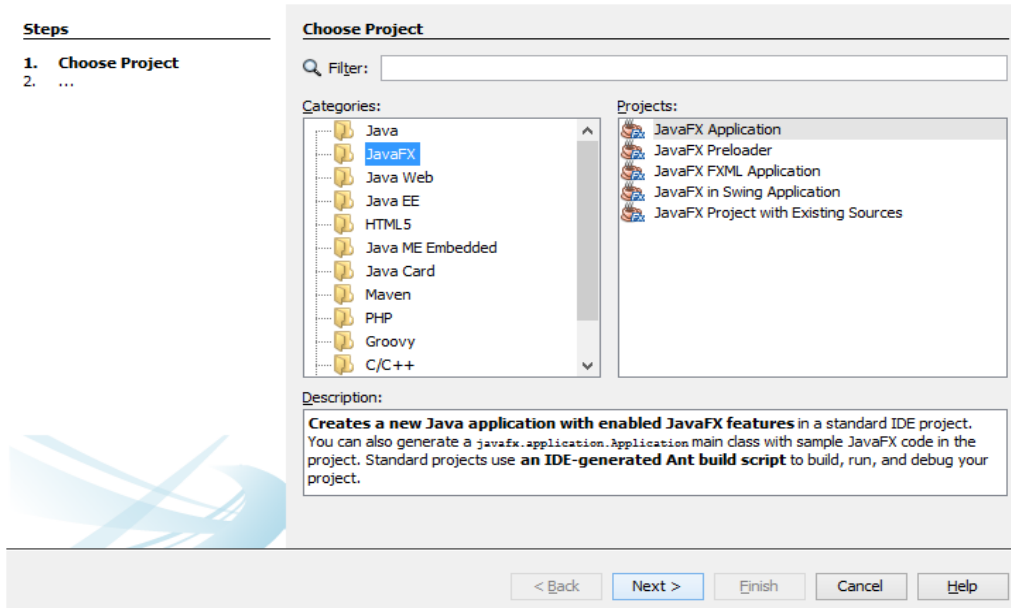 Steps
1. Choose Project
2. ...
Choose Project
Filter:
Categories:
Java
JavaFX
Java Web
Java EE
HTML5
Java ME Embedded
Java Card
Maven
PHP
Groovy
C/C++
Projects:
JavaFX Application
JavaFX Preloader
JavaFX FXML Application
JavaFX in Swing Application
JavaFX Project with Existing Sources
Description:
Creates a new Java application with enabled JavaFX features in a standard IDE project.
You can also generate a javafx.application.Application main class with sample JavaFX code in the
project. Standard projects use an IDE-generated Ant build script to build, run, and debug your
project.
< Back
Next >
Finish
Cancel
Help